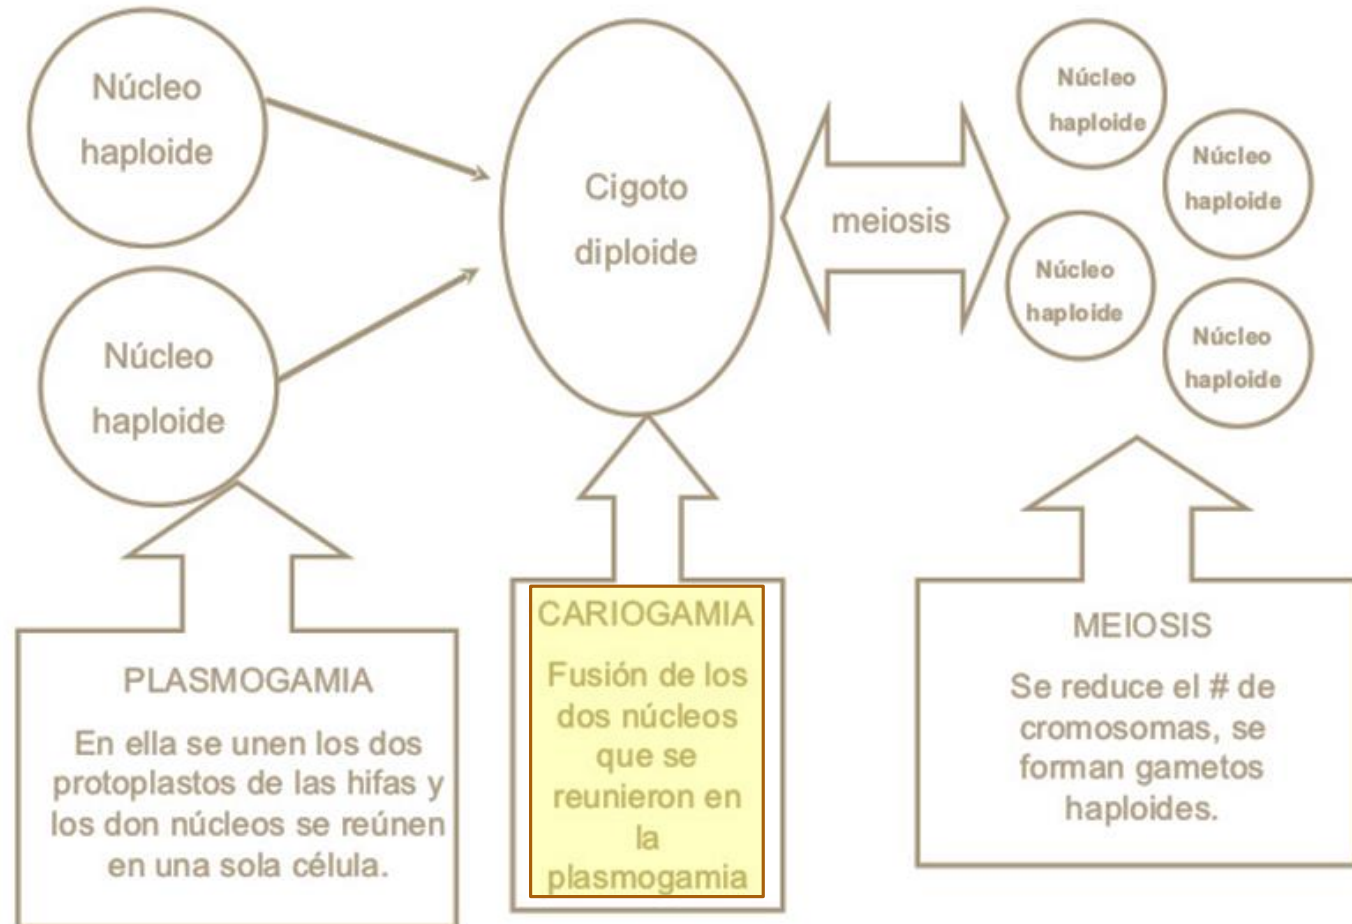 Núcleo
haploide
Núcleo
haploide
Cigoto
diploide
meiosis
Núcleo
haploide
Núcleo
haploide
Núcleo
haploide
Núcleo
haploide
PLASMOGAMIA
En ella se unen los dos
protoplastos de las hifas y
los don núcleos se reúnen
en una sola célula.
CARIOGAMIA
Fusión de los
dos núcleos
que se
reunieron en
la
plasmogamia
MEIOSIS
Se reduce el # de
cromosomas, se
forman gametos
haploides.